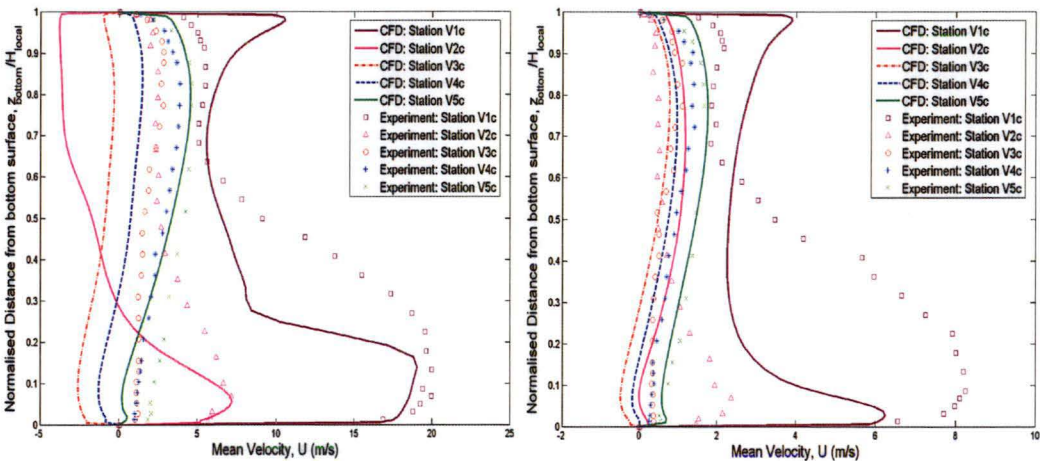 Normalised Distance from bottom surface, zbottom/Hlocal
1
0.9
0.8
0.7
0.6
0.5
0.4
0.3
0.2
0.1
0
-5
0
5
10
15
20
25
Mean Velocity, U (m/s)
CFD: Station V1c
CFD: Station V2c
CFD: Station V3c
CFD: Station V4c
CFD: Station V5c
Experiment: Station V1c
Experiment: Station V2c
Experiment: Station V3c
Experiment: Station V4c
Experiment: Station V5c
Normalised Distance from bottom surface, zbottom/Hlocal
1
0.9
0.8
0.7
0.6
0.5
0.4
0.3
0.2
0.1
0
-2
0
2
4
6
8
10
Mean Velocity, U (m/s)
CFD: Station V1c
CFD: Station V2c
CFD: Station V3c
CFD: Station V4c
CFD: Station V5c
Experiment: Station V1c
Experiment: Station V2c
Experiment: Station V3c
Experiment: Station V4c
Experiment: Station V5c